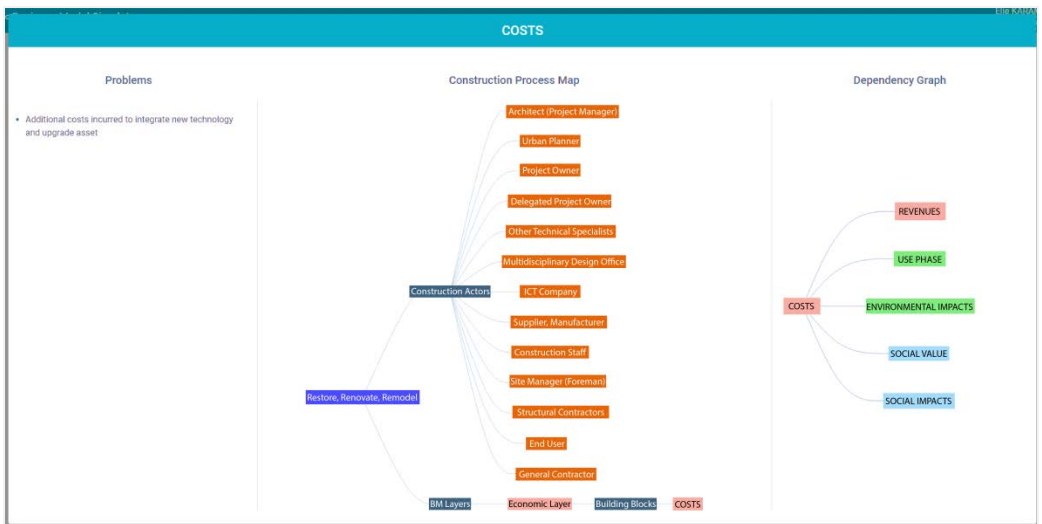 COSTS
Problems
• Additional costs incurred to integrate new technology
and upgrade asset
Construction Process Map
Architect (Project Manager)
Urban Planner
Project Owner
Delegated Project Owner
Other Technical Specialists
Multidisciplinary Design Office
Construction Actors
ICT Company
Supplier, Manufacturer
Construction Staff
Site Manager (Foreman)
Restore, Renovate, Remodel
Structural Contractors
End User
General Contractor
BM Layers
Economic Layer
Building Blocks
COSTS
Dependency Graph
REVENUES
USE PHASE
COSTS
ENVIRONMENTAL IMPACTS
SOCIAL VALUE
SOCIAL IMPACTS